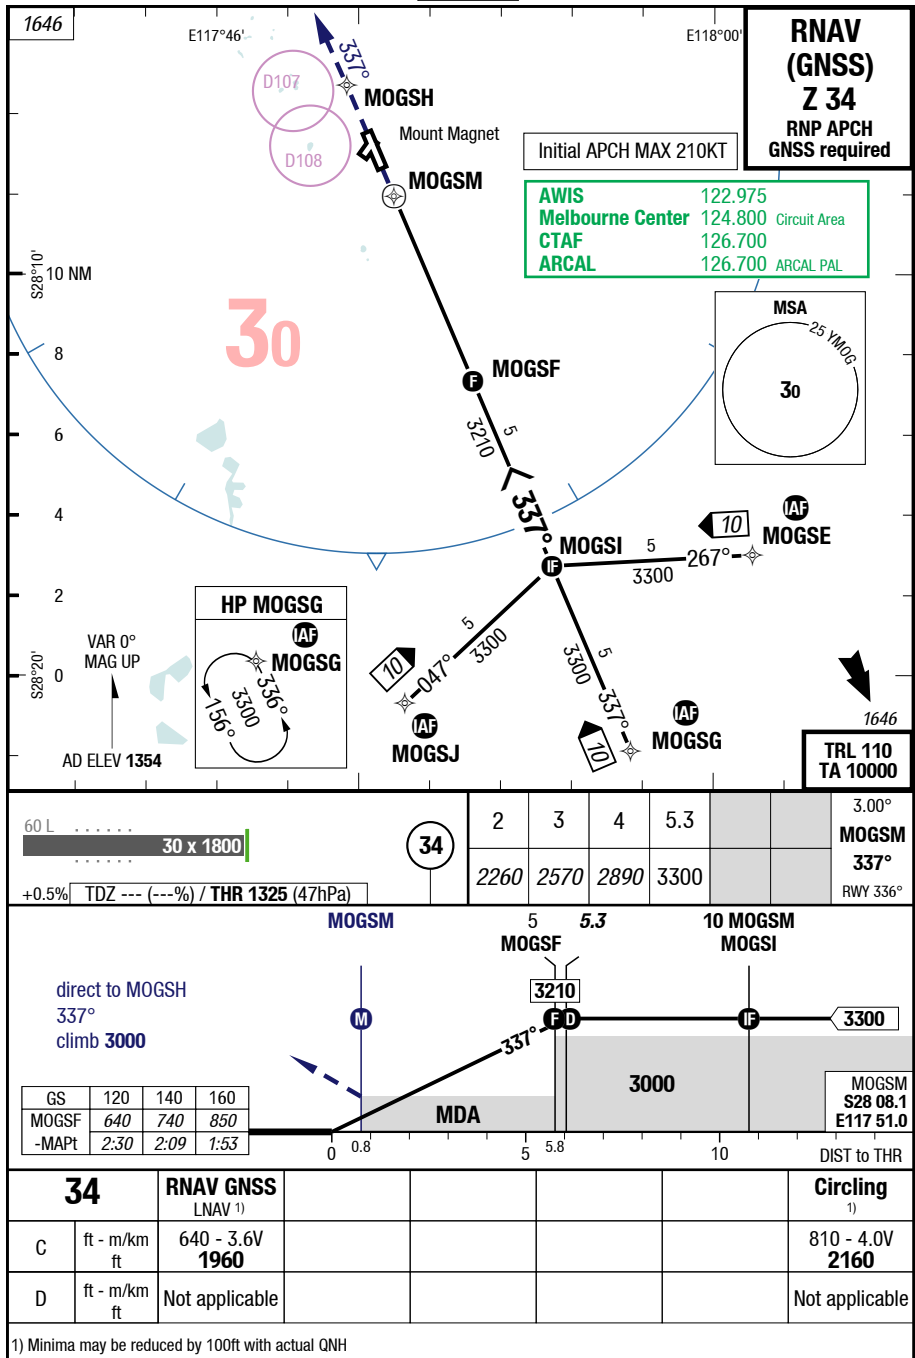 1646
E117°46'
E118°00'
RNAV
(GNSS)
Z 34
RNP APCH
GNSS required
337°
D107
MOGSH
Mount Magnet
D108
MOGSM
Initial APCH MAX 210KT
AWIS 122.975
Melbourne Center 124.800 Circuit Area
CTAF 126.700
ARCAL 126.700 ARCAL PAL
S28°10'
10 NM
30
MSA
25 YMOG
30
8
MOGSF
F
5
3210
6
337°
4
MOGSI
IF
IAF
MOGSE
10
5
267°
3300
2
HP MOGSG
IAF
MOGSG
336°
3300
156°
VAR 0°
MAG UP
S28°20'
0
AD ELEV 1354
10
047°
5
3300
IAF
MOGSJ
5
3300
337°
10
IAF
MOGSG
1646
TRL 110
TA 10000
60 L
30 x 1800
+0.5%
TDZ --- (---%) / THR 1325 (47hPa)
34
2 3 4 5.3
2260 2570 2890 3300
3.00°
MOGSM
337°
RWY 336°
MOGSM 5 5.3 10 MOGSM
MOGSF MOGSI
direct to MOGSH
337°
climb 3000
3210
M F D IF 3300
337°
3000
MDA
GS 120 140 160
MOGSF 640 740 850
-MAPt 2:30 2:09 1:53
MOGSM
S28 08.1
E117 51.0
0 0.8 5 5.8 10 DIST to THR
34 RNAV GNSS Circling
LNAV 1) 1)
C ft - m/km 640 - 3.6V 810 - 4.0V
ft 1960 2160
D ft - m/km Not applicable Not applicable
ft
1) Minima may be reduced by 100ft with actual QNH